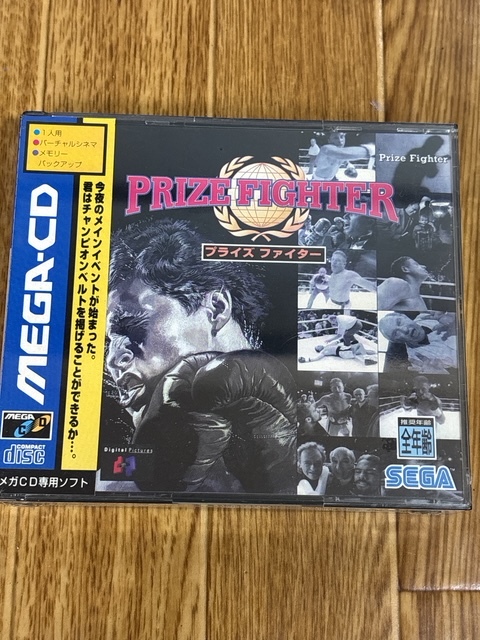 ●1人用
●バーチャルシネマ
●メモリー
バックアップ
MEGA-CD
今夜のメインイベントが始まった。
君はチャンピオンベルトを掲げることができるか…。
PRIZE FIGHTER
プライズ ファイター
Prize Fighter
MEGA
CD
COMPACT
disc
メガCD専用ソフト
Digital Pictures
推奨年齢
全年齢
SEGA